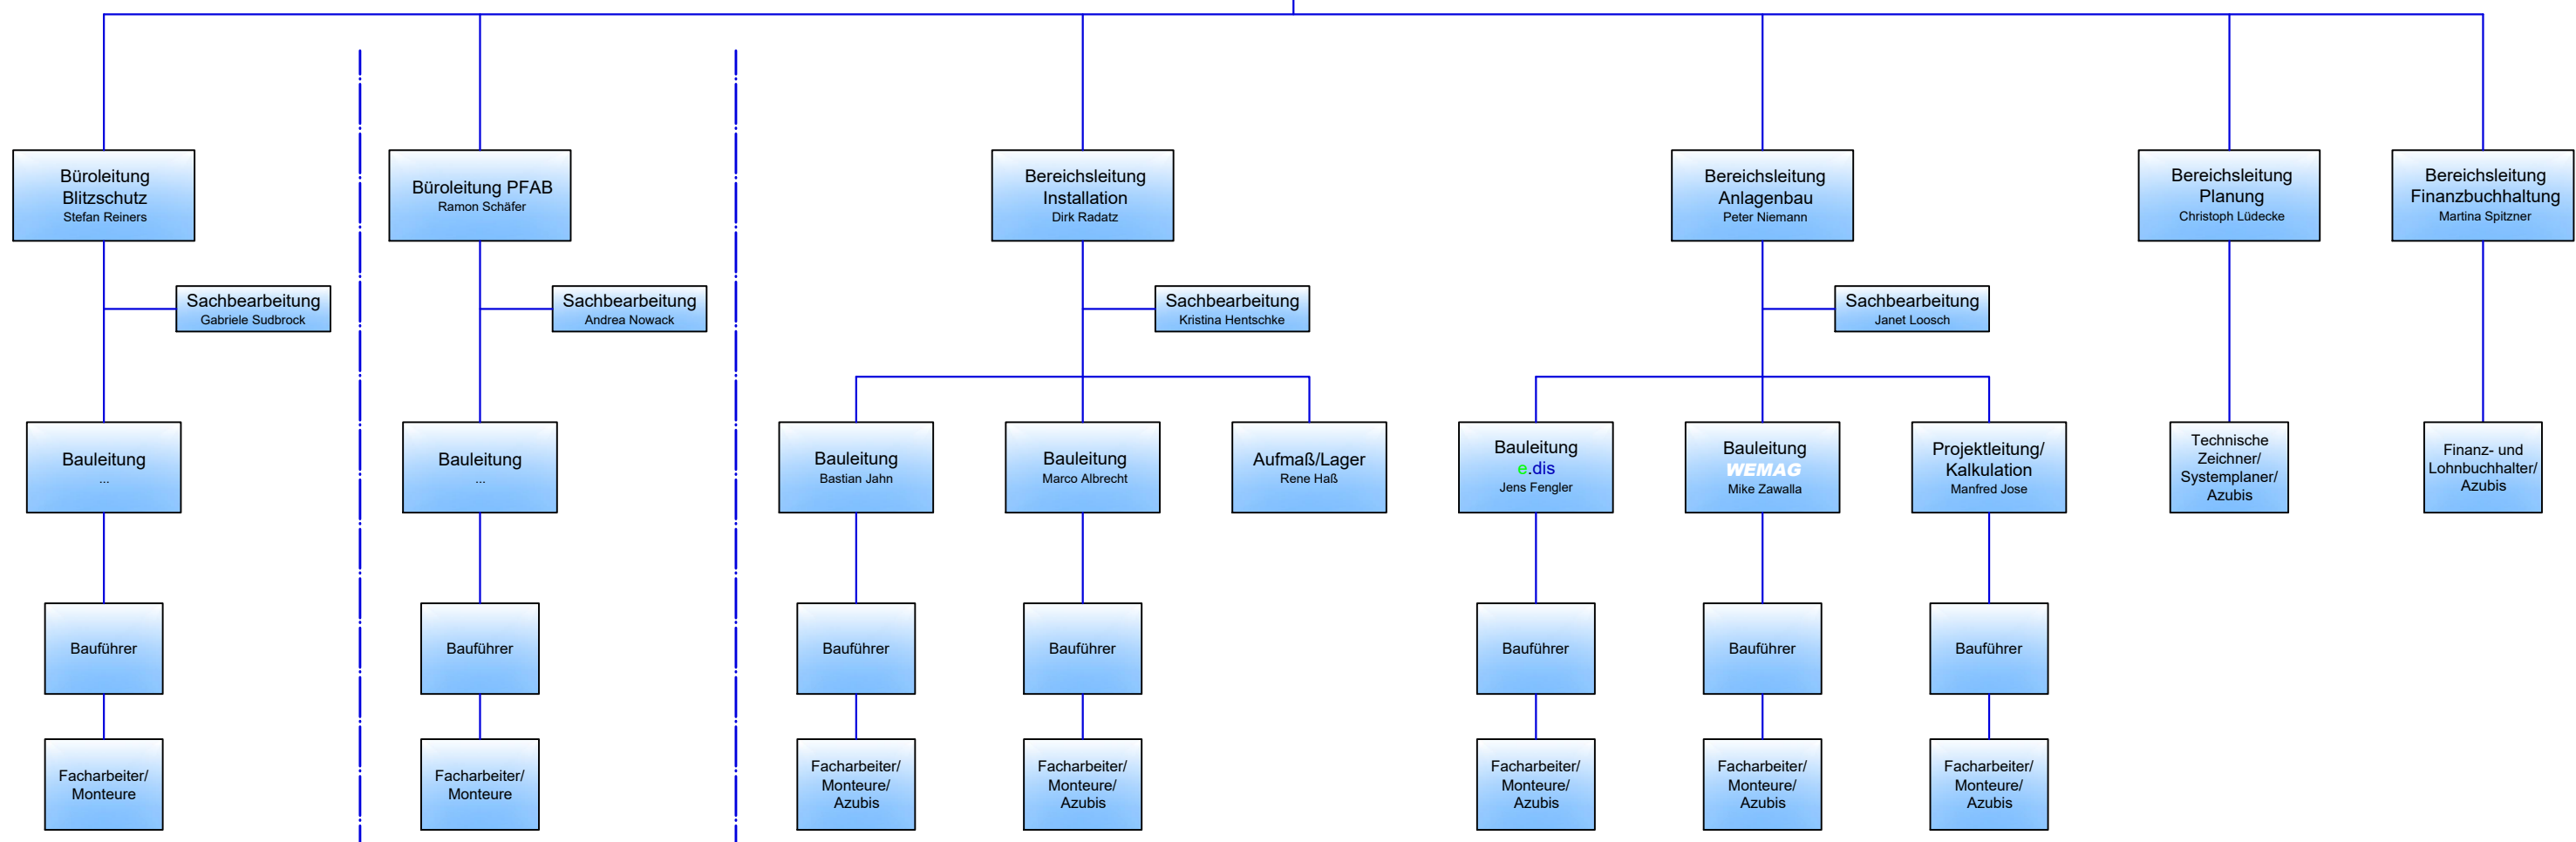 Büroleitung
Blitzschutz
Stefan Reiners
Büroleitung PFAB
Ramon Schäfer
Bereichsleitung
Installation
Dirk Radatz
Bereichsleitung
Anlagenbau
Peter Niemann
Bereichsleitung
Planung
Christoph Lüdecke
Bereichsleitung
Finanzbuchhaltung
Martina Spitzner
Sachbearbeitung
Gabriele Sudbrock
Sachbearbeitung
Andrea Nowack
Sachbearbeitung
Kristina Hentschke
Sachbearbeitung
Janet Loosch
Bauleitung
...
Bauleitung
...
Bauleitung
Bastian Jahn
Bauleitung
Marco Albrecht
Aufmaß/Lager
Rene Haß
Bauleitung
e.dis
Jens Fengler
Bauleitung
WEMAG
Mike Zawalla
Projektleitung/
Kalkulation
Manfred Jose
Technische
Zeichner/
Systemplaner/
Azubis
Finanz- und
Lohnbuchhalter/
Azubis
Bauführer
Bauführer
Bauführer
Bauführer
Bauführer
Bauführer
Bauführer
Facharbeiter/
Monteure
Facharbeiter/
Monteure
Facharbeiter/
Monteure/
Azubis
Facharbeiter/
Monteure/
Azubis
Facharbeiter/
Monteure/
Azubis
Facharbeiter/
Monteure/
Azubis
Facharbeiter/
Monteure/
Azubis